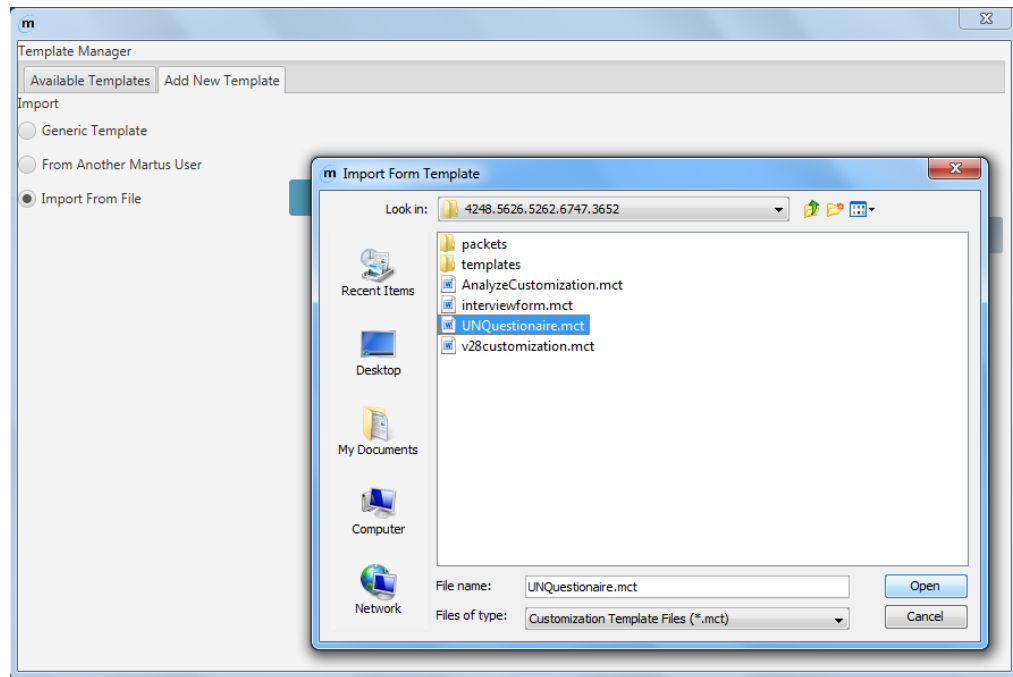 m
Template Manager
Available Templates Add New Template
Import
Generic Template
From Another Martus User
Import From File
m Import Form Template
Look in: 4248.5626.5262.6747.3652
Recent Items
Desktop
My Documents
Computer
Network
packets
templates
AnalyzeCustomization.mct
interviewform.mct
UNQuestionaire.mct
v28customization.mct
File name: UNQuestionaire.mct Open
Files of type: Customization Template Files (*.mct) Cancel